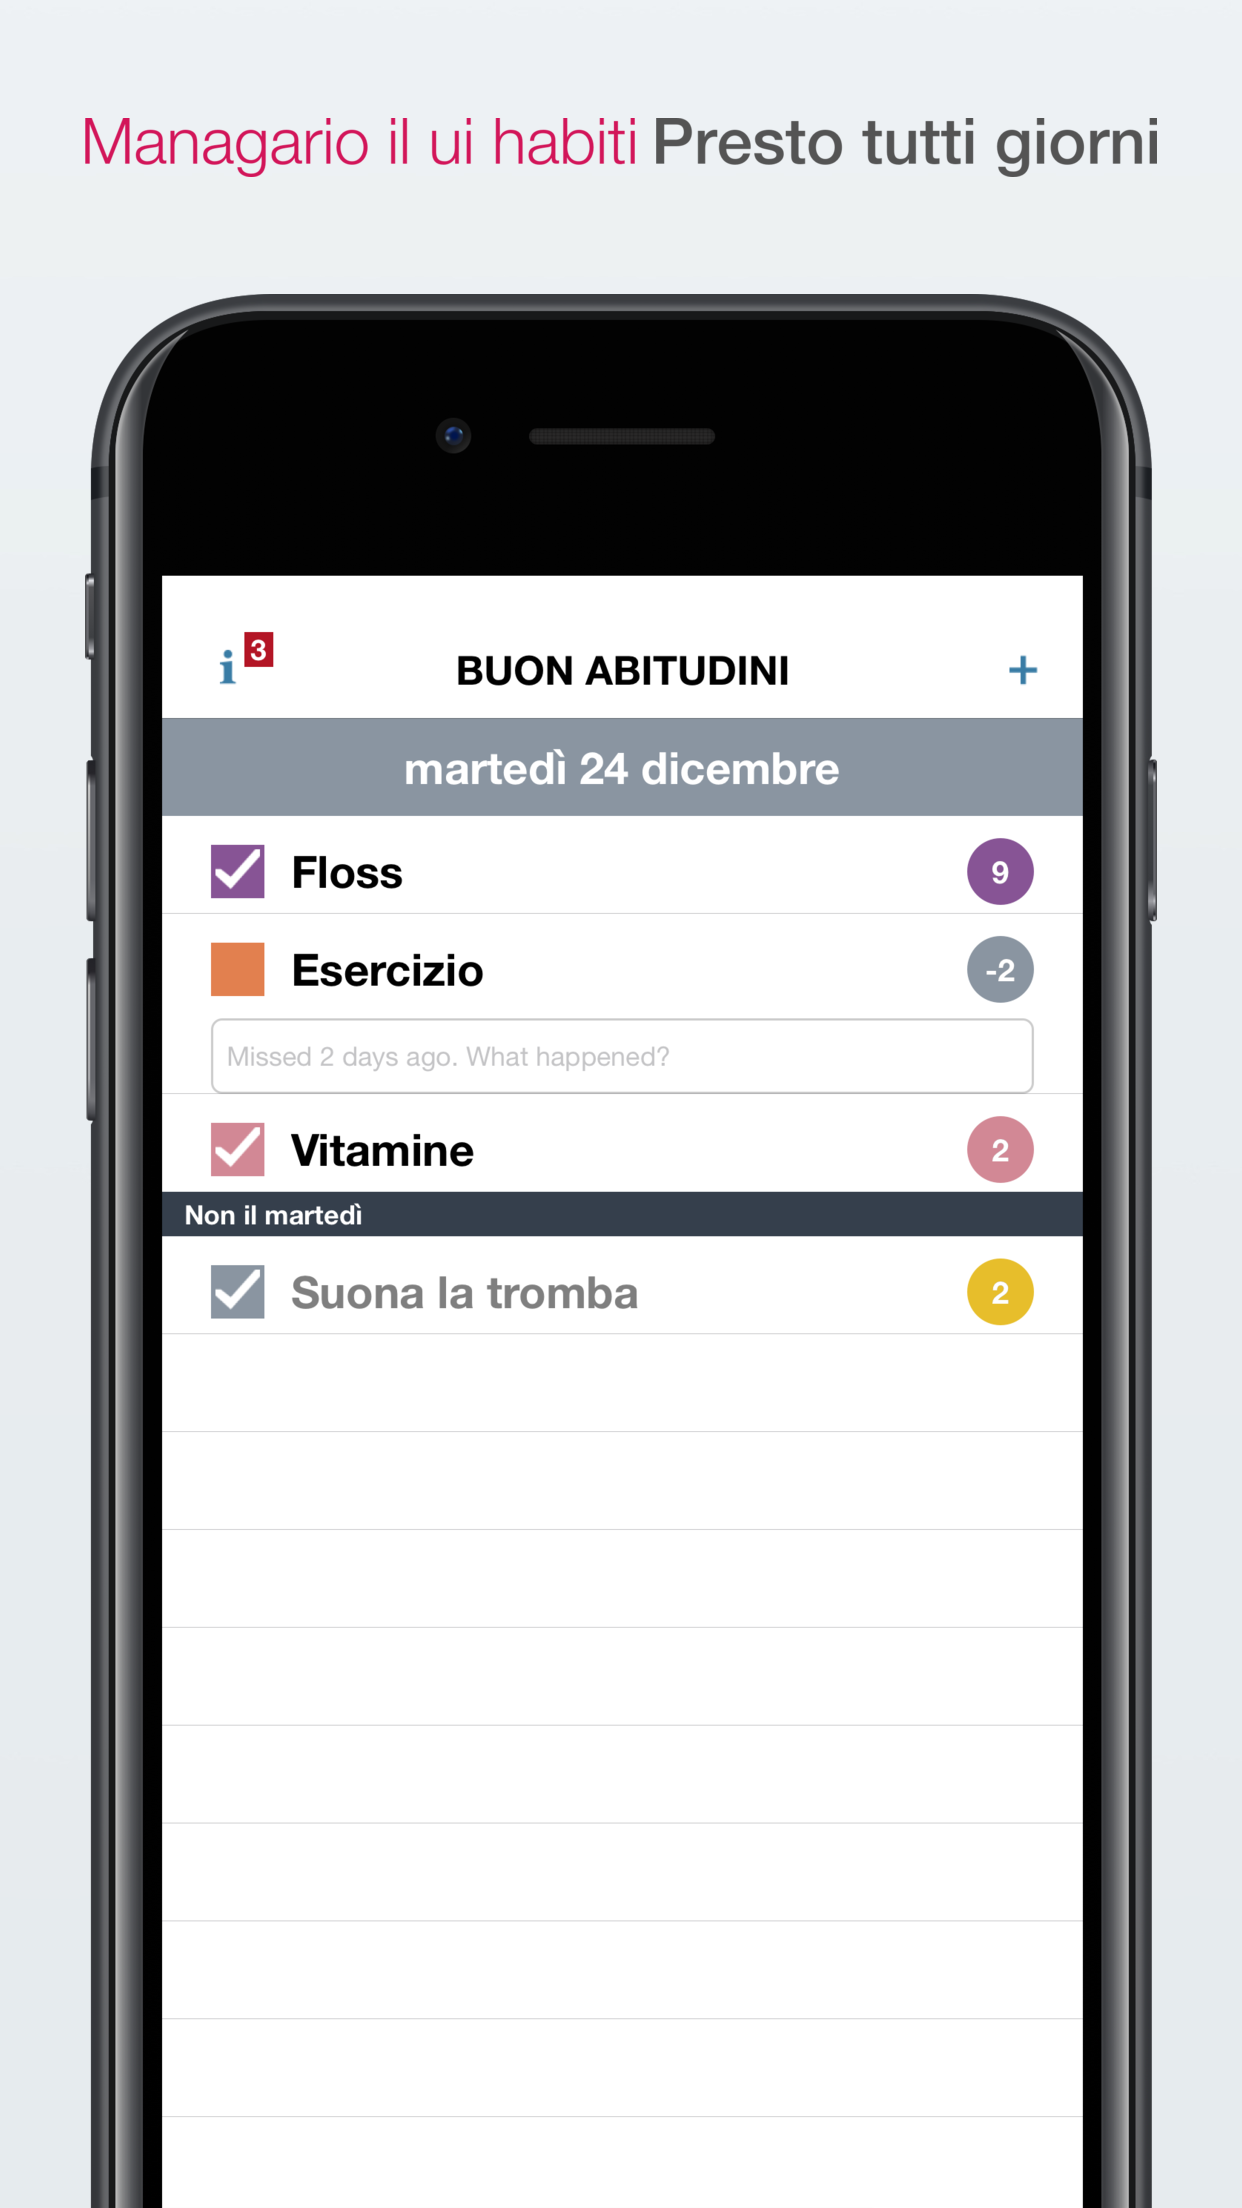 Managario il ui habiti Presto tutti giorni
i 3
BUON ABITUDINI
+
martedì 24 dicembre
Floss 9
Esercizio -2
Missed 2 days ago. What happened?
Vitamine 2
Non il martedì
Suona la tromba 2